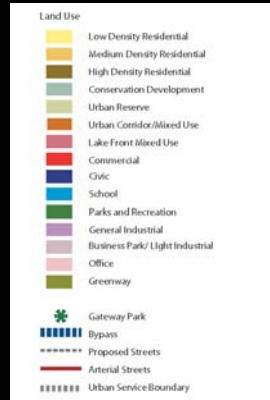 Land Use
Low Density Residential
Medium Density Residential
High Density Residential
Conservation Development
Urban Reserve
Urban Corridor/Mixed Use
Lake Front Mixed Use
Commercial
Civic
School
Parks and Recreation
General Industrial
Business Park/ Light Industrial
Office
Greenway
Gateway Park
Bypass
Proposed Streets
Arterial Streets
Urban Service Boundary